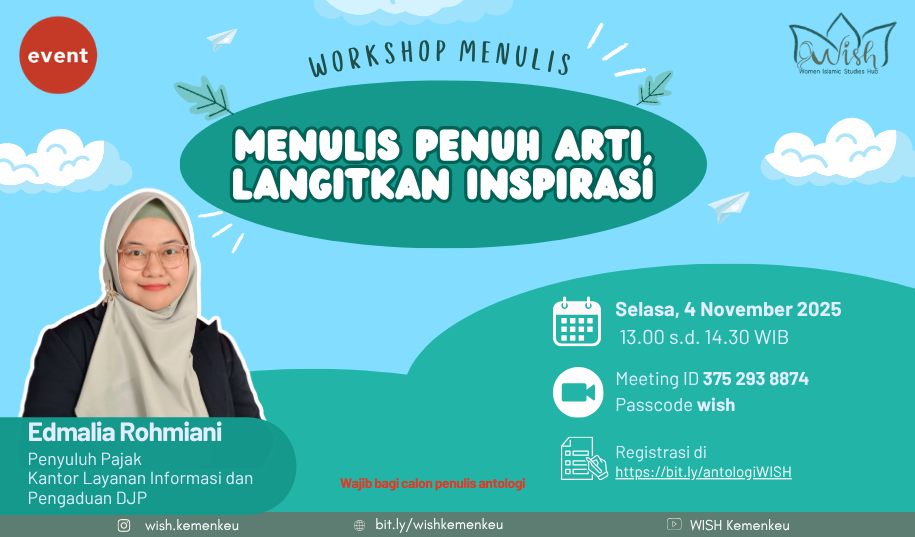 event
WORKSHOP MENULIS
Wish
Women Islamic Studies Hub
MENULIS PENUH ARTI,
LANGITKAN INSPIRASI
Selasa, 4 November 2025
13.00 s.d. 14.30 WIB
Meeting ID 375 293 8874
Passcode wish
Registrasi di
https://bit.ly/antologiWISH
Edmalia Rohmiani
Penyuluh Pajak
Kantor Layanan Informasi dan
Pengaduan DJP
Wajib bagi calon penulis antologi
wish.kemenkeu
bit.ly/wishkemenkeu
WISH Kemenkeu